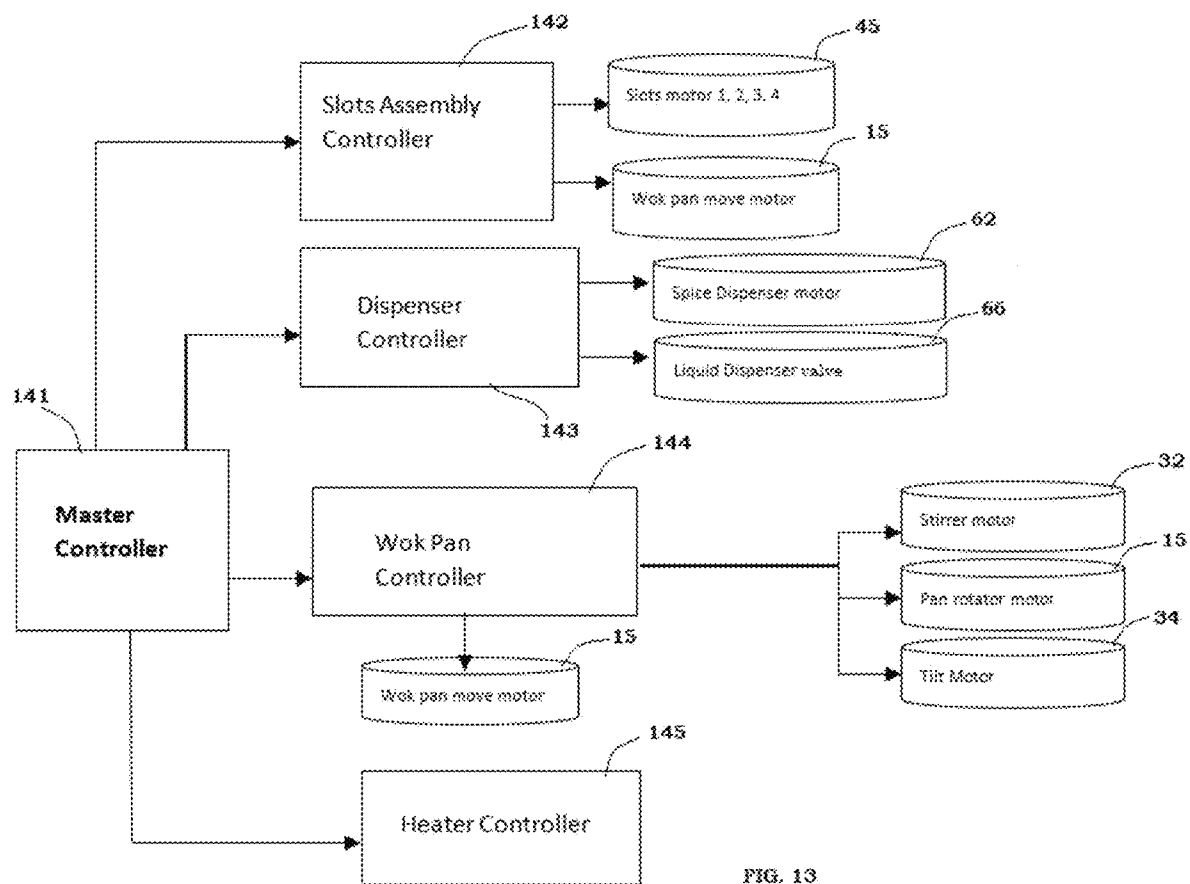 142
45
Slots Assembly
Controller
Slots motor 1, 2, 3. 4
15
Wok pan move motor
62
Dispenser
Controller
Spice Dispenser motor
66
Liquid Dispenser valve
143
141
Master
Controller
144
Wok Pan
Controller
32
Stirrer motor
15
Pan rotator motor
34
Tilt Motor
15
Wok pan move motor
145
Heater Controller
FIG. 13